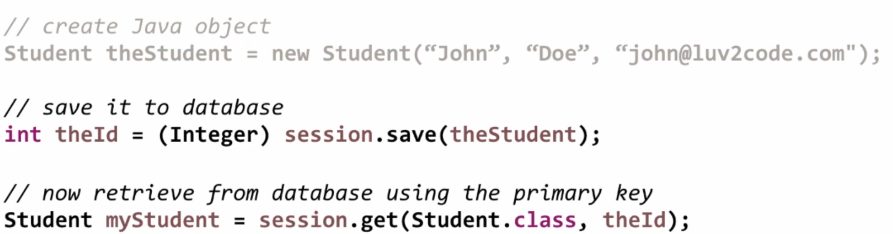 // create Java object
Student theStudent = new Student(“John”, “Doe”, “john@luv2code.com");
// save it to database
int theId = (Integer) session.save(theStudent);
// now retrieve from database using the primary key
Student myStudent = session.get(Student.class, theId);